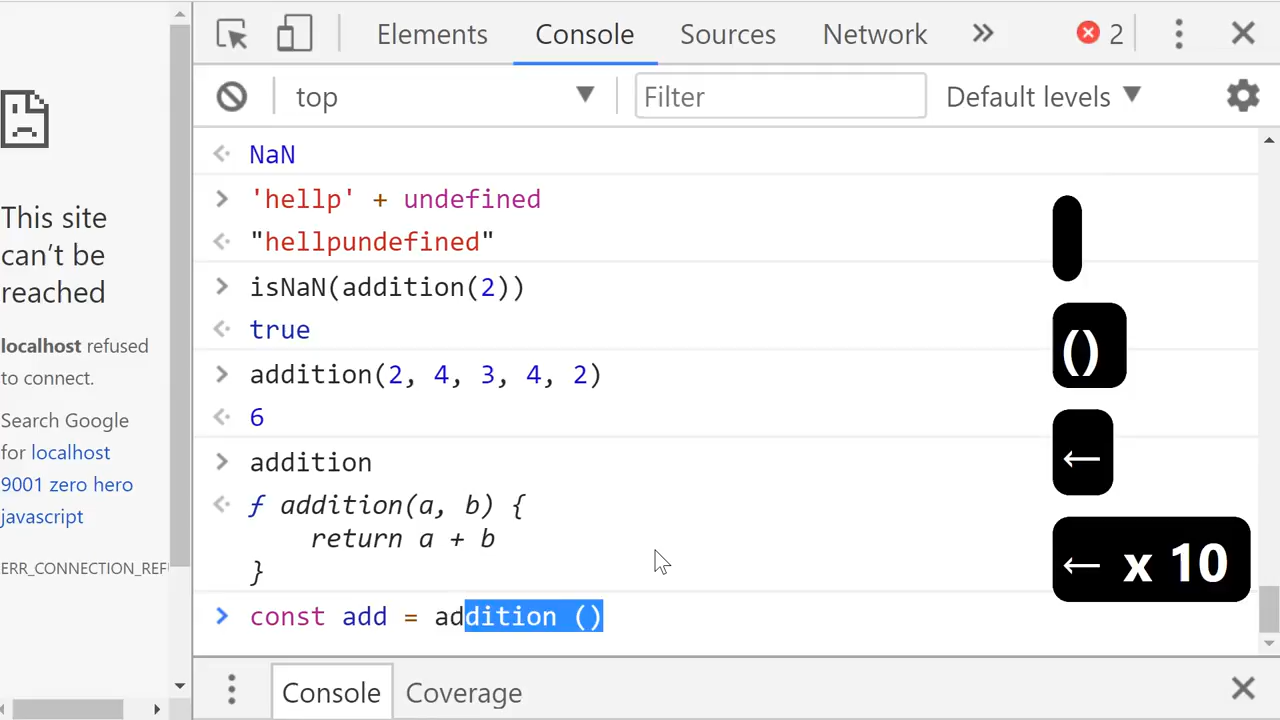 Elements Console Sources Network » 2
top Filter Default levels
NaN
'hellp' + undefined
"hellpundefined"
isNaN(addition(2))
true
addition(2, 4, 3, 4, 2)
6
addition
ƒ addition(a, b) {
return a + b
}
const add = addition ()
Console Coverage
This site
can’t be
reached
localhost refused
to connect.
Search Google
for localhost
9001 zero hero
javascript
ERR_CONNECTION_REF
()
←
← x 10